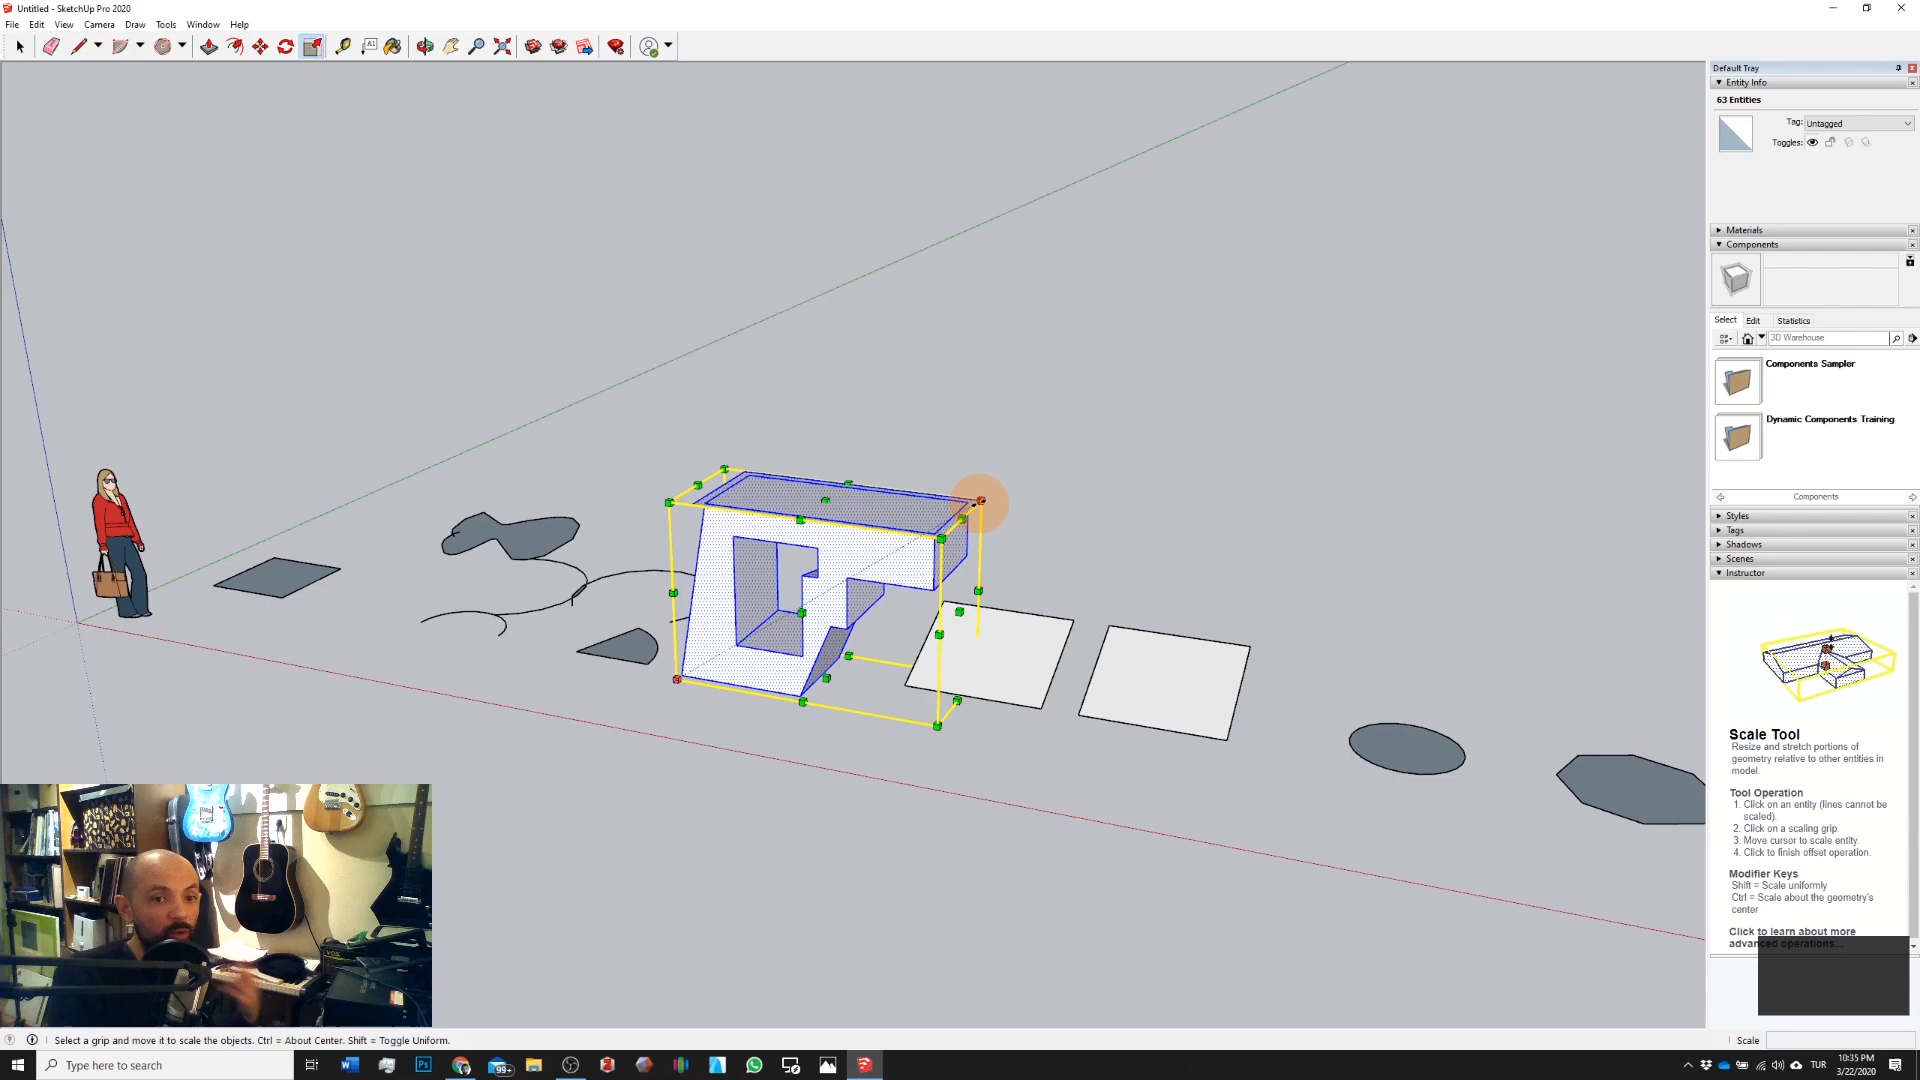 Untitled - SketchUp Pro 2020
File Edit View Camera Draw Tools Window Help
Default Tray
Entity Info
63 Entities
Tag: Untagged
Toggles:
Materials
Components
Select Edit Statistics
3D Warehouse
Components Sampler
Dynamic Components Training
Components
Styles
Tags
Shadows
Scenes
Instructor
Scale Tool
Resize and stretch portions of
geometry relative to other entities in
model.
Tool Operation
1. Click on an entity (lines cannot be
scaled).
2. Click on a scaling grip.
3. Move cursor to scale entity.
4. Click to finish offset operation.
Modifier Keys
Shift = Scale uniformly
Ctrl = Scale about the geometry's
center
Click to learn about more
advanced operations...
Select a grip and move it to scale the objects. Ctrl = About Center. Shift = Toggle Uniform.
Scale
Type here to search
99+
TUR
10:35 PM
3/22/2020